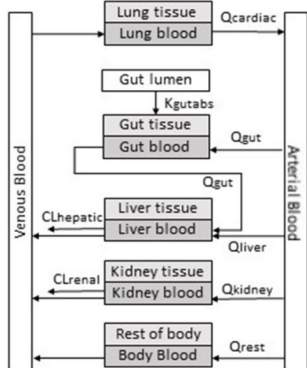 Lung tissue
Qcardiac
Lung blood
Gut lumen
Kgutabs
Gut tissue
Qgut
Gut blood
Qgut
Venous Blood
Arterial Blood
CLhepatic
Liver tissue
Liver blood
Qliver
CLrenal
Kidney tissue
Qkidney
Kidney blood
Rest of body
Qrest
Body Blood